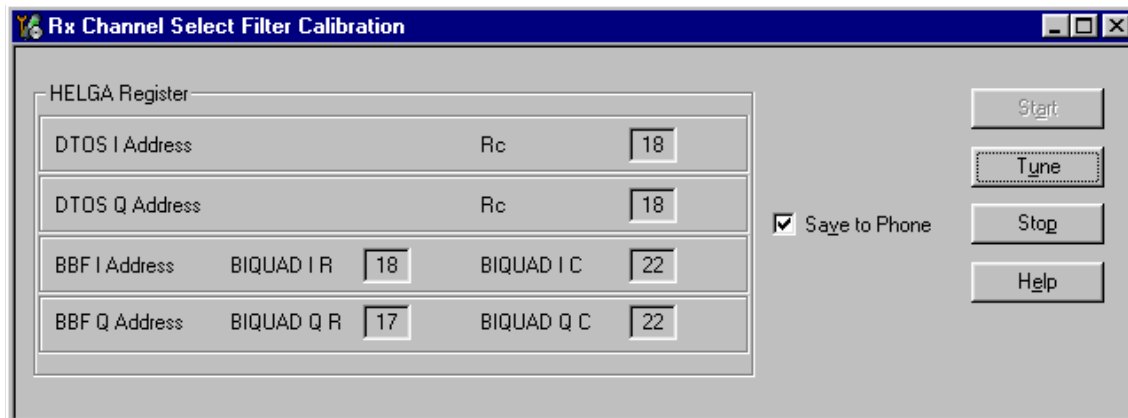 Rx Channel Select Filter Calibration
HELGA Register
DTOS I Address Rc 18
DTOS Q Address Rc 18
BBF I Address BIQUAD I R 18 BIQUAD I C 22
BBF Q Address BIQUAD Q R 17 BIQUAD Q C 22
Save to Phone
Start
Tune
Stop
Help